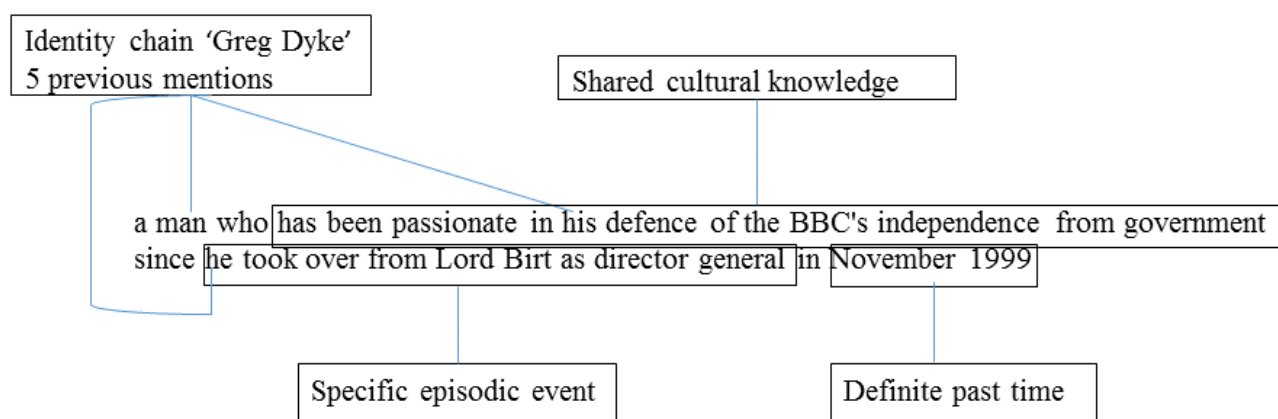 Identity chain ‘Greg Dyke’
5 previous mentions
Shared cultural knowledge
a man who has been passionate in his defence of the BBC's independence from government
since he took over from Lord Birt as director general in November 1999
Specific episodic event
Definite past time